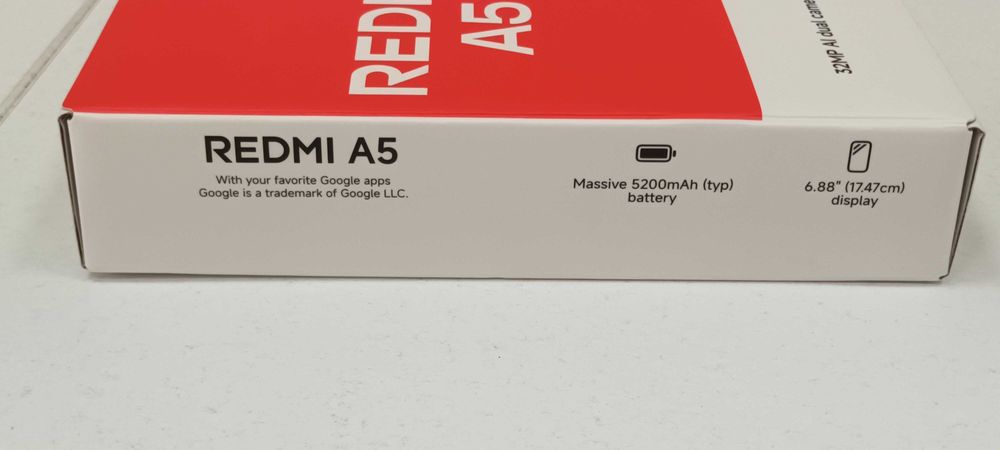 REDMI
A5
32MP AI dual
REDMI A5
With your favorite Google apps
Google is a trademark of Google LLC.
Massive 5200mAh (typ)
battery
6.88" (17.47cm)
display